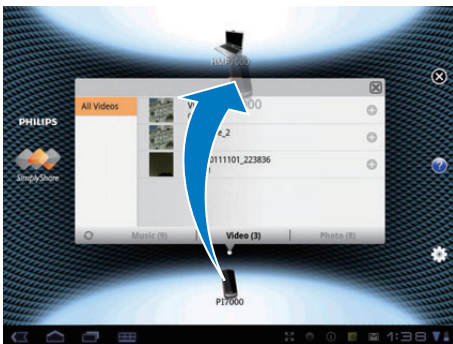 HMP7000
All Videos
e_2
0111101_223836
PHILIPS
SimplyShare
Music (9)
Video (3)
Photo (8)
PI7000
1:38